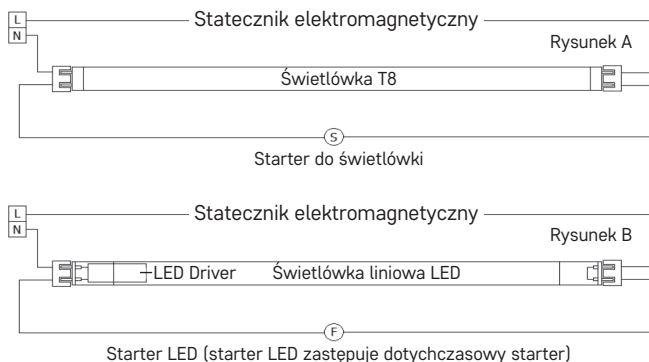 L
Statecznik elektromagnetyczny
N
Rysunek A
Świetlówka T8
S
Starter do świetlówki
L
Statecznik elektromagnetyczny
N
Rysunek B
LED Driver
Świetlówka liniowa LED
F
Starter LED (starter LED zastępuje dotychczasowy starter)